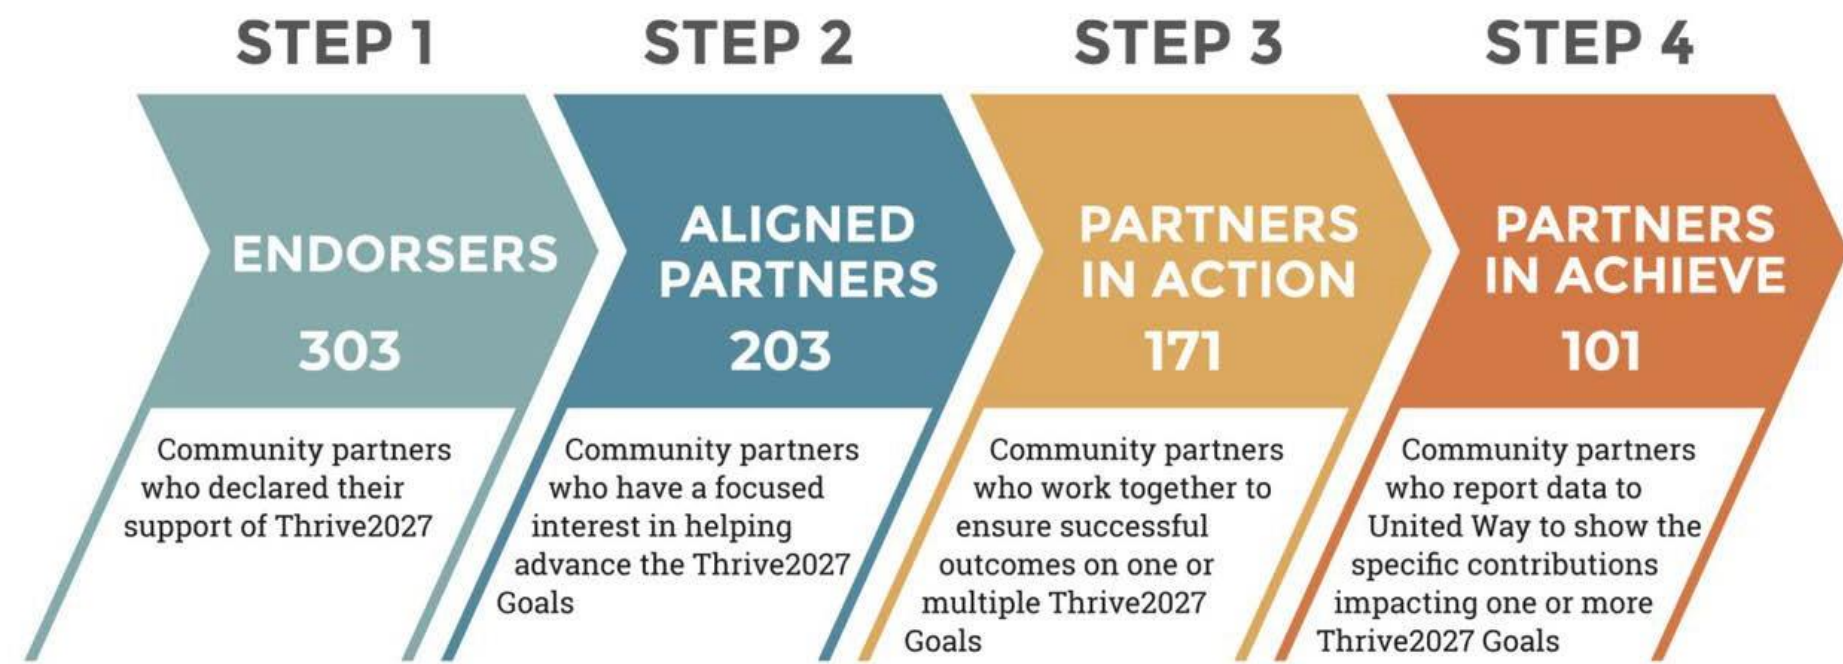 STEP 1
ENDORSERS
303
Community partners
who declared their
support of Thrive2027
STEP 2
ALIGNED
PARTNERS
203
Community partners
who have a focused
interest in helping
advance the Thrive2027
Goals
STEP 3
PARTNERS
IN ACTION
171
Community partners
who work together to
ensure successful
outcomes on one or
multiple Thrive2027
Goals
STEP 4
PARTNERS
IN ACHIEVE
101
Community partners
who report data to
United Way to show the
specific contributions
impacting one or more
Thrive2027 Goals